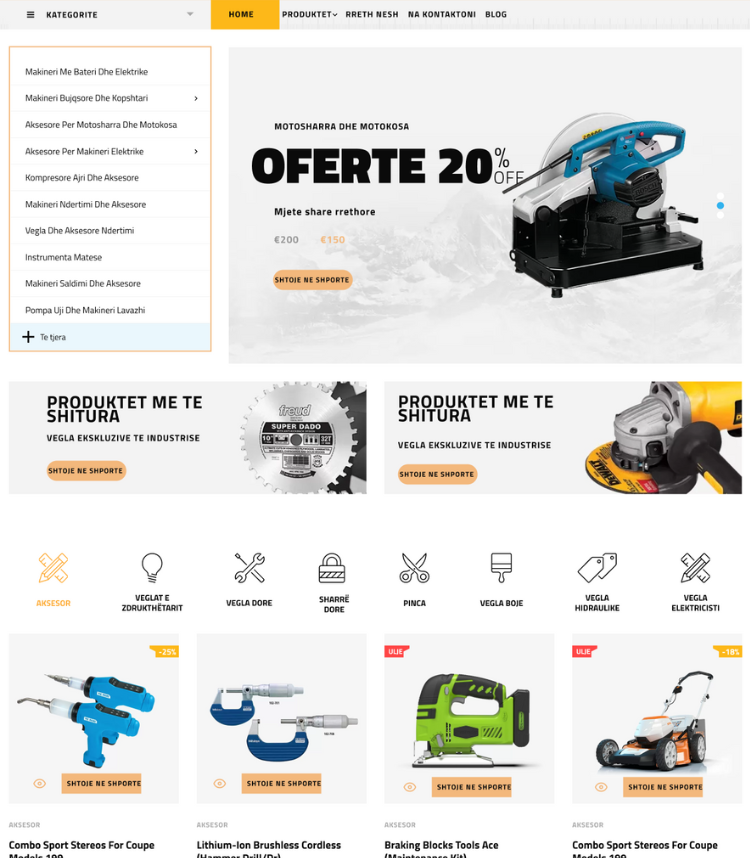 KATEGORITE
HOME
PRODUKTET
RRETH NESH
NA KONTAKTONI
BLOG
Makineri Me Bateri Dhe Elektrike
Makineri Bujqsore Dhe Kopshtari
Aksesore Per Motosharra Dhe Motokosa
Aksesore Per Makineri Elektrike
Kompresore Ajri Dhe Aksesore
Makineri Ndertimi Dhe Aksesore
Vegla Dhe Aksesore Ndertimi
Instrumenta Matese
Makineri Saldimi Dhe Aksesore
Pompa Uji Dhe Makineri Lavazhi
Te tjera
MOTOSHARRA DHE MOTOKOSA
OFERTE 20% OFF
Mjete share rrethore
€200 €150
SHTOJE NE SHPORTE
PRODUKTET ME TE
SHITURA
VEGLA EKSKLUZIVE TE INDUSTRISE
SHTOJE NE SHPORTE
freud
SUPER DADO
10"
32T
PRODUKTET ME TE
SHITURA
VEGLA EKSKLUZIVE TE INDUSTRISE
SHTOJE NE SHPORTE
DEWALT
AKSESOR
VEGLAT E
ZDRUKTHËTARIT
VEGLA DORE
SHARRË
DORE
PINCA
VEGLA BOJE
VEGLA
HIDRAULIKE
VEGLA
ELEKTRICISTI
-25%
SHTOJE NE SHPORTE
AKSESOR
Combo Sport Stereos For Coupe
Models 199
SHTOJE NE SHPORTE
AKSESOR
Lithium-Ion Brushless Cordless
(Hammer Drill/Dr)
ULJE
SHTOJE NE SHPORTE
AKSESOR
Braking Blocks Tools Ace
(Maintenance Kit)
ULJE
-18%
SHTOJE NE SHPORTE
AKSESOR
Combo Sport Stereos For Coupe
Models 199